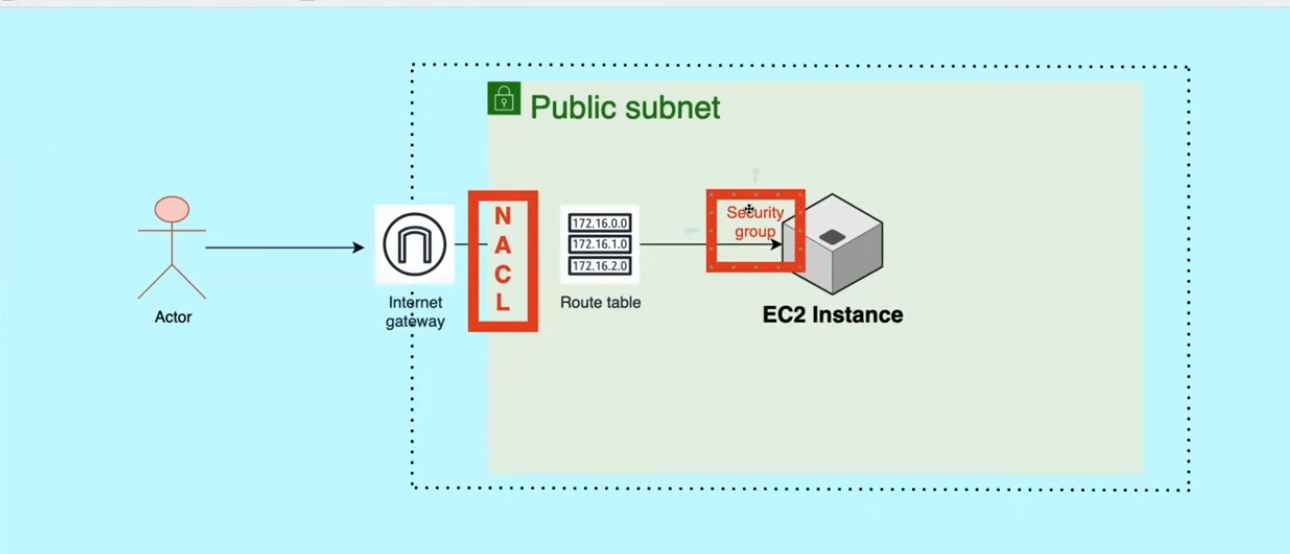 Public subnet
Actor
Internet
gateway
N
A
C
L
172.16.0.0
172.16.1.0
172.16.2.0
Route table
Security
group
EC2 Instance